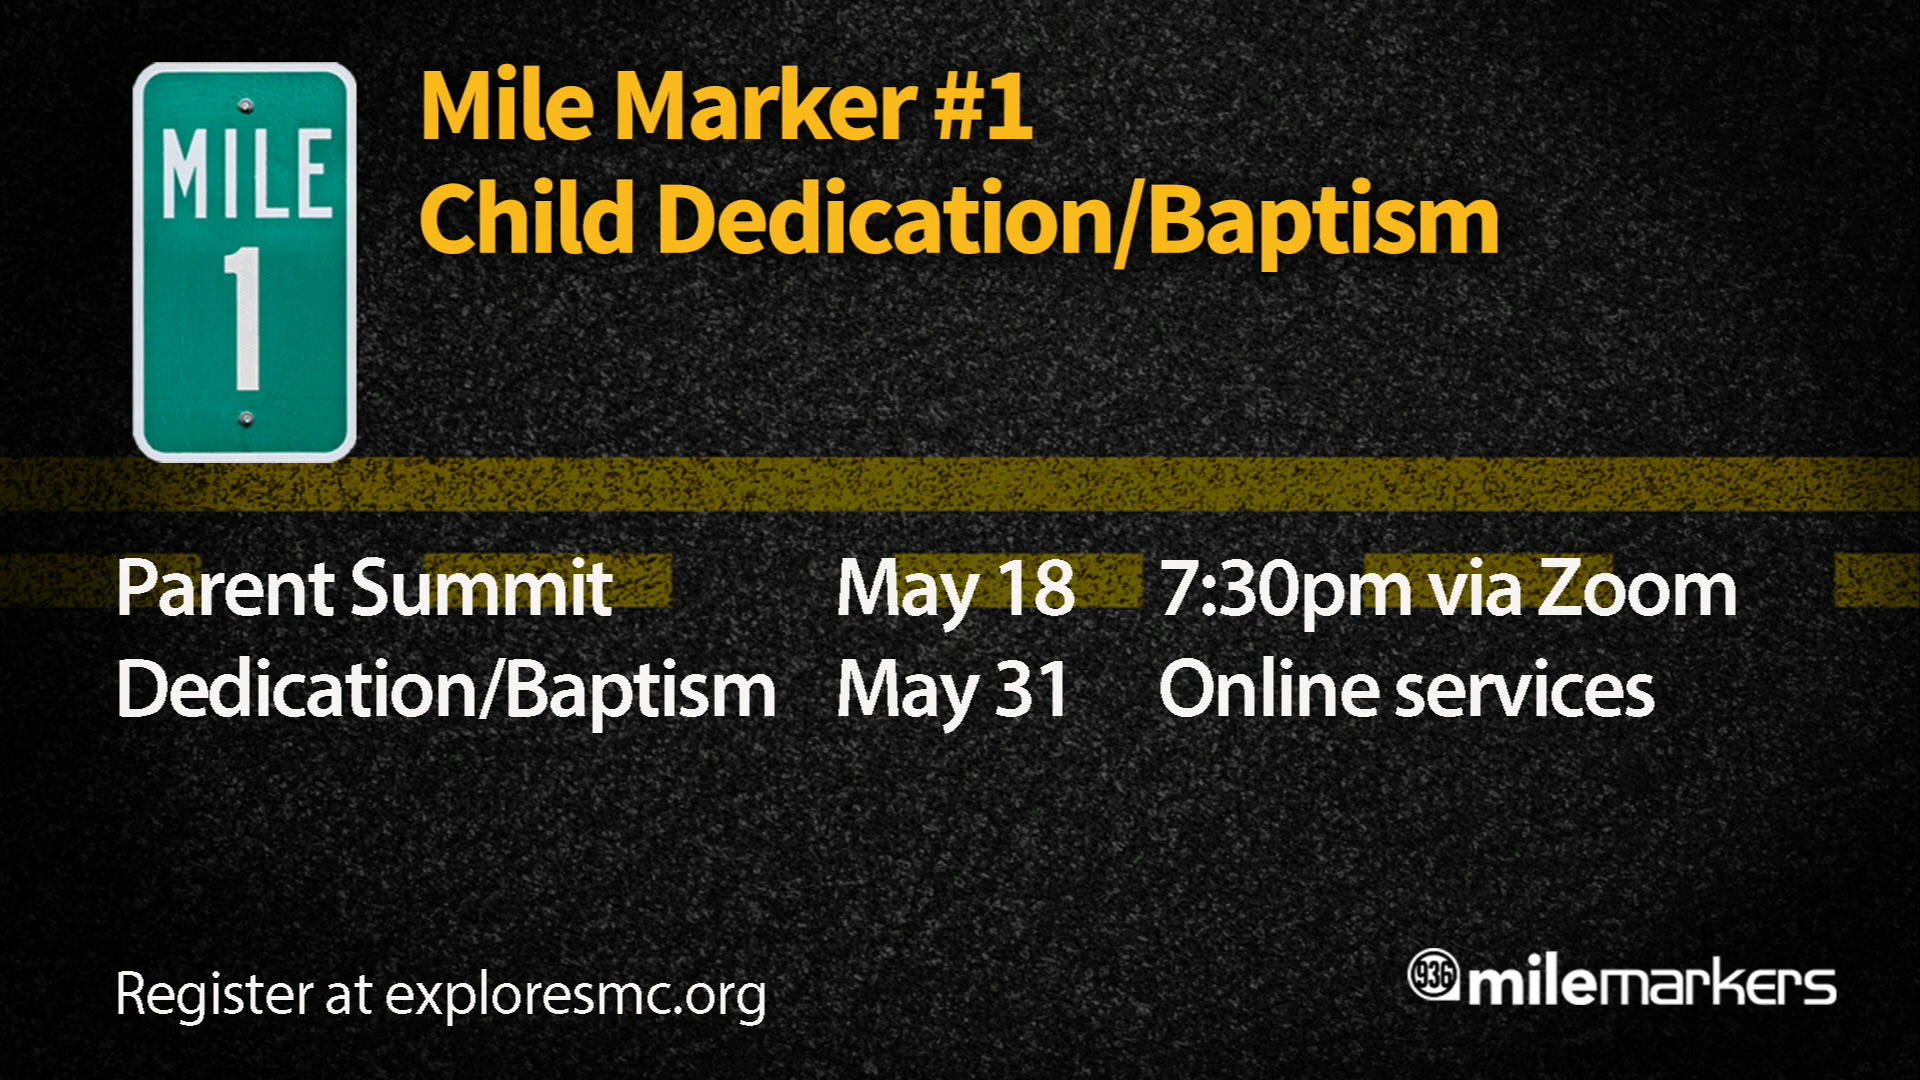 MILE
1
Mile Marker #1
Child Dedication/Baptism
Parent Summit May 18 7:30pm via Zoom
Dedication/Baptism May 31 Online services
Register at exploresmc.org
936 milemarkers